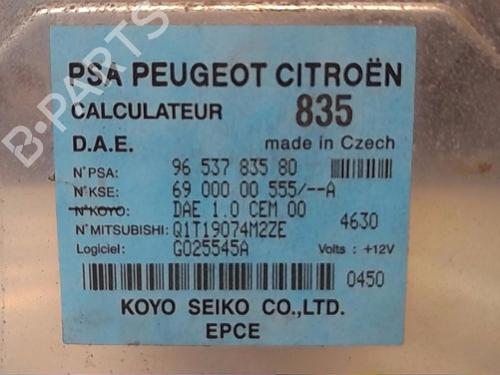 B-PARTS
PSA PEUGEOT CITROËN
CALCULATEUR 835
D.A.E. made in Czech
N°PSA: 96 537 835 80
N°KSE: 69 000 00 555/--A
N°KOYO: DAE 1.0 CEM 00
N°MITSUBISHI: Q1T19074M2ZE 4630
Logiciel: G025545A Volts : +12V
0450
KOYO SEIKO CO.,LTD.
EPCE